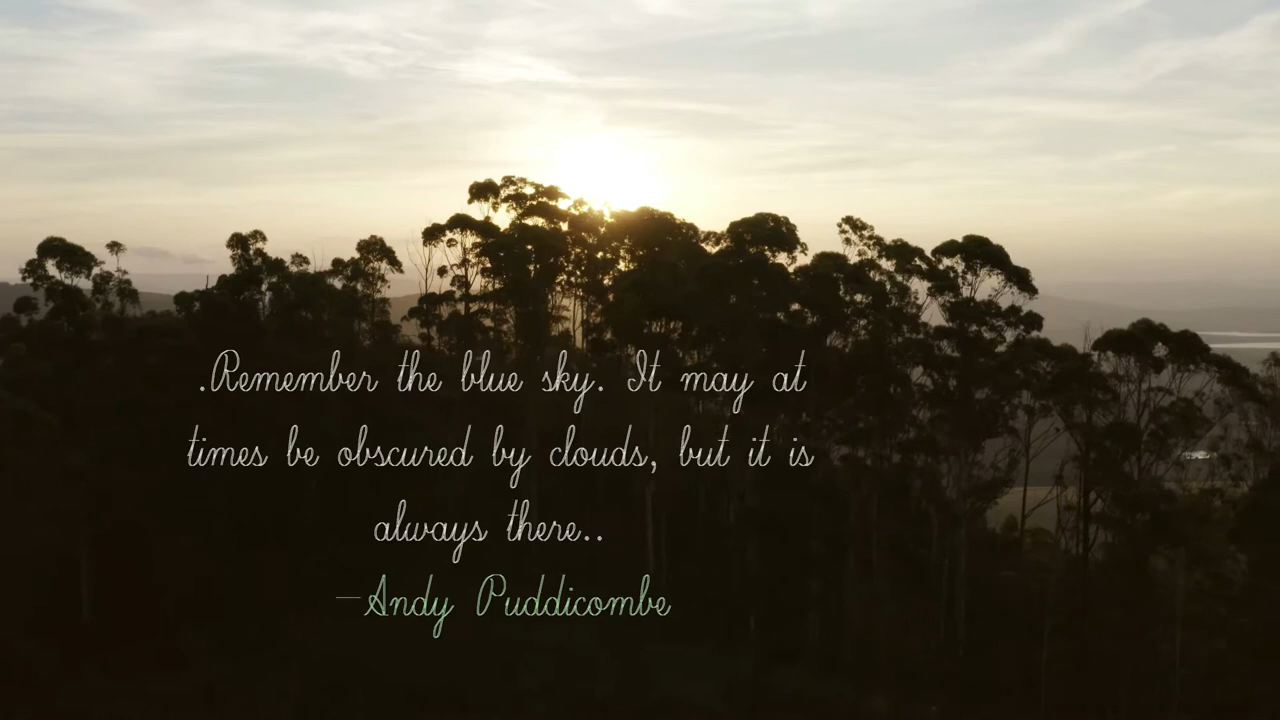 .Remember the blue sky. It may at
times be obscured by clouds, but it is
always there..
—Andy Puddicombe